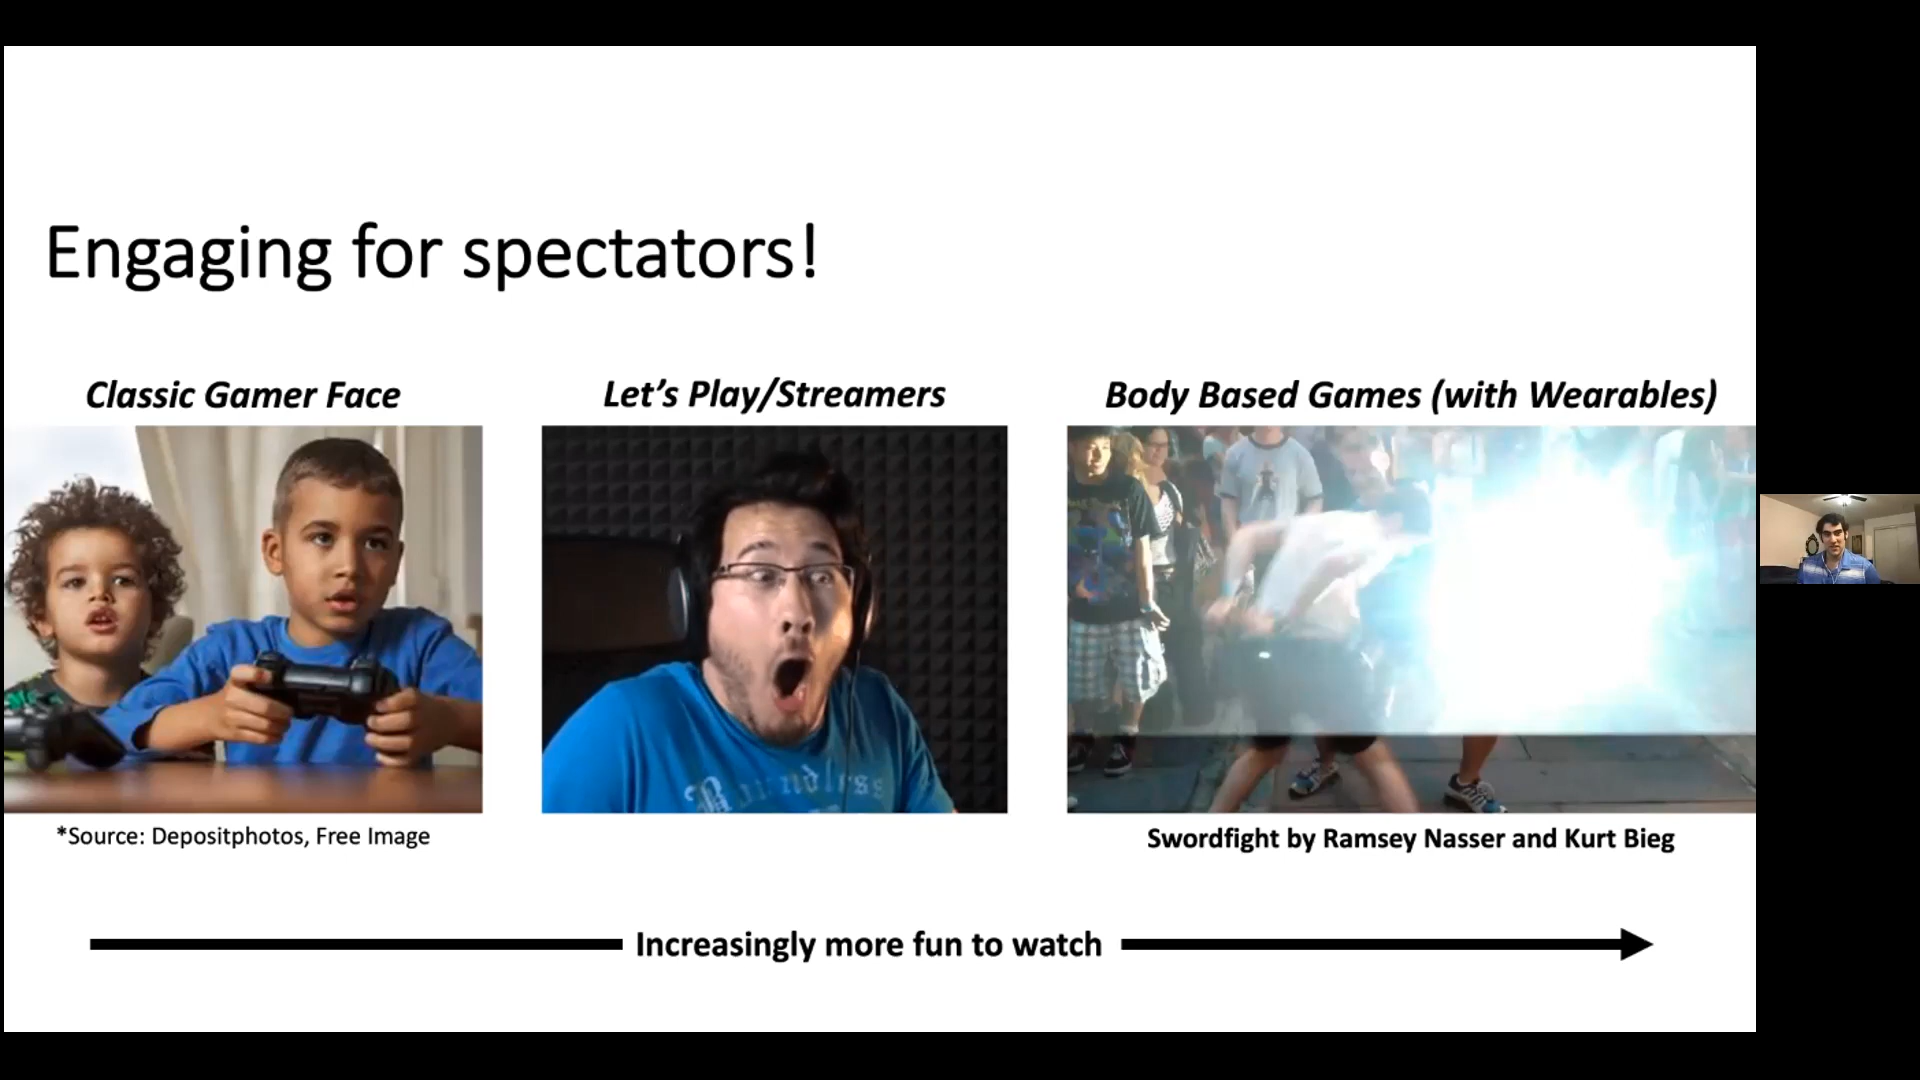 Engaging for spectators!
Classic Gamer Face
Let's Play/Streamers
Body Based Games (with Wearables)
*Source: Depositphotos, Free Image
Swordfight by Ramsey Nasser and Kurt Bieg
Increasingly more fun to watch